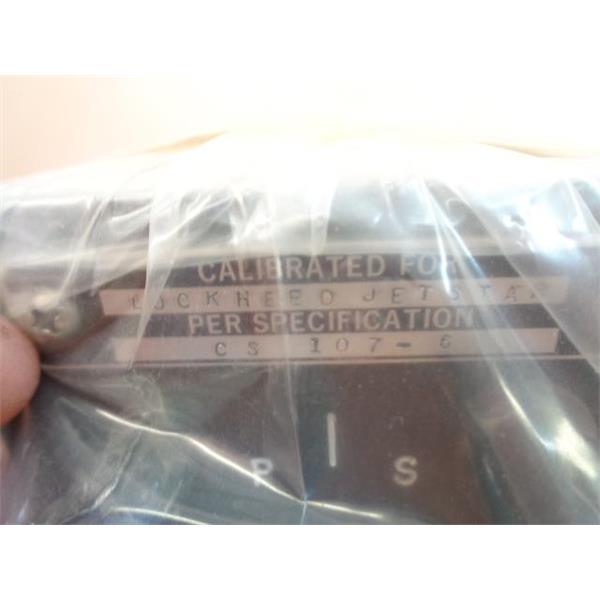 CALIBRATED FOR
LOCKHEED JETSTAR
PER SPECIFICATION
CS 107-6
P S